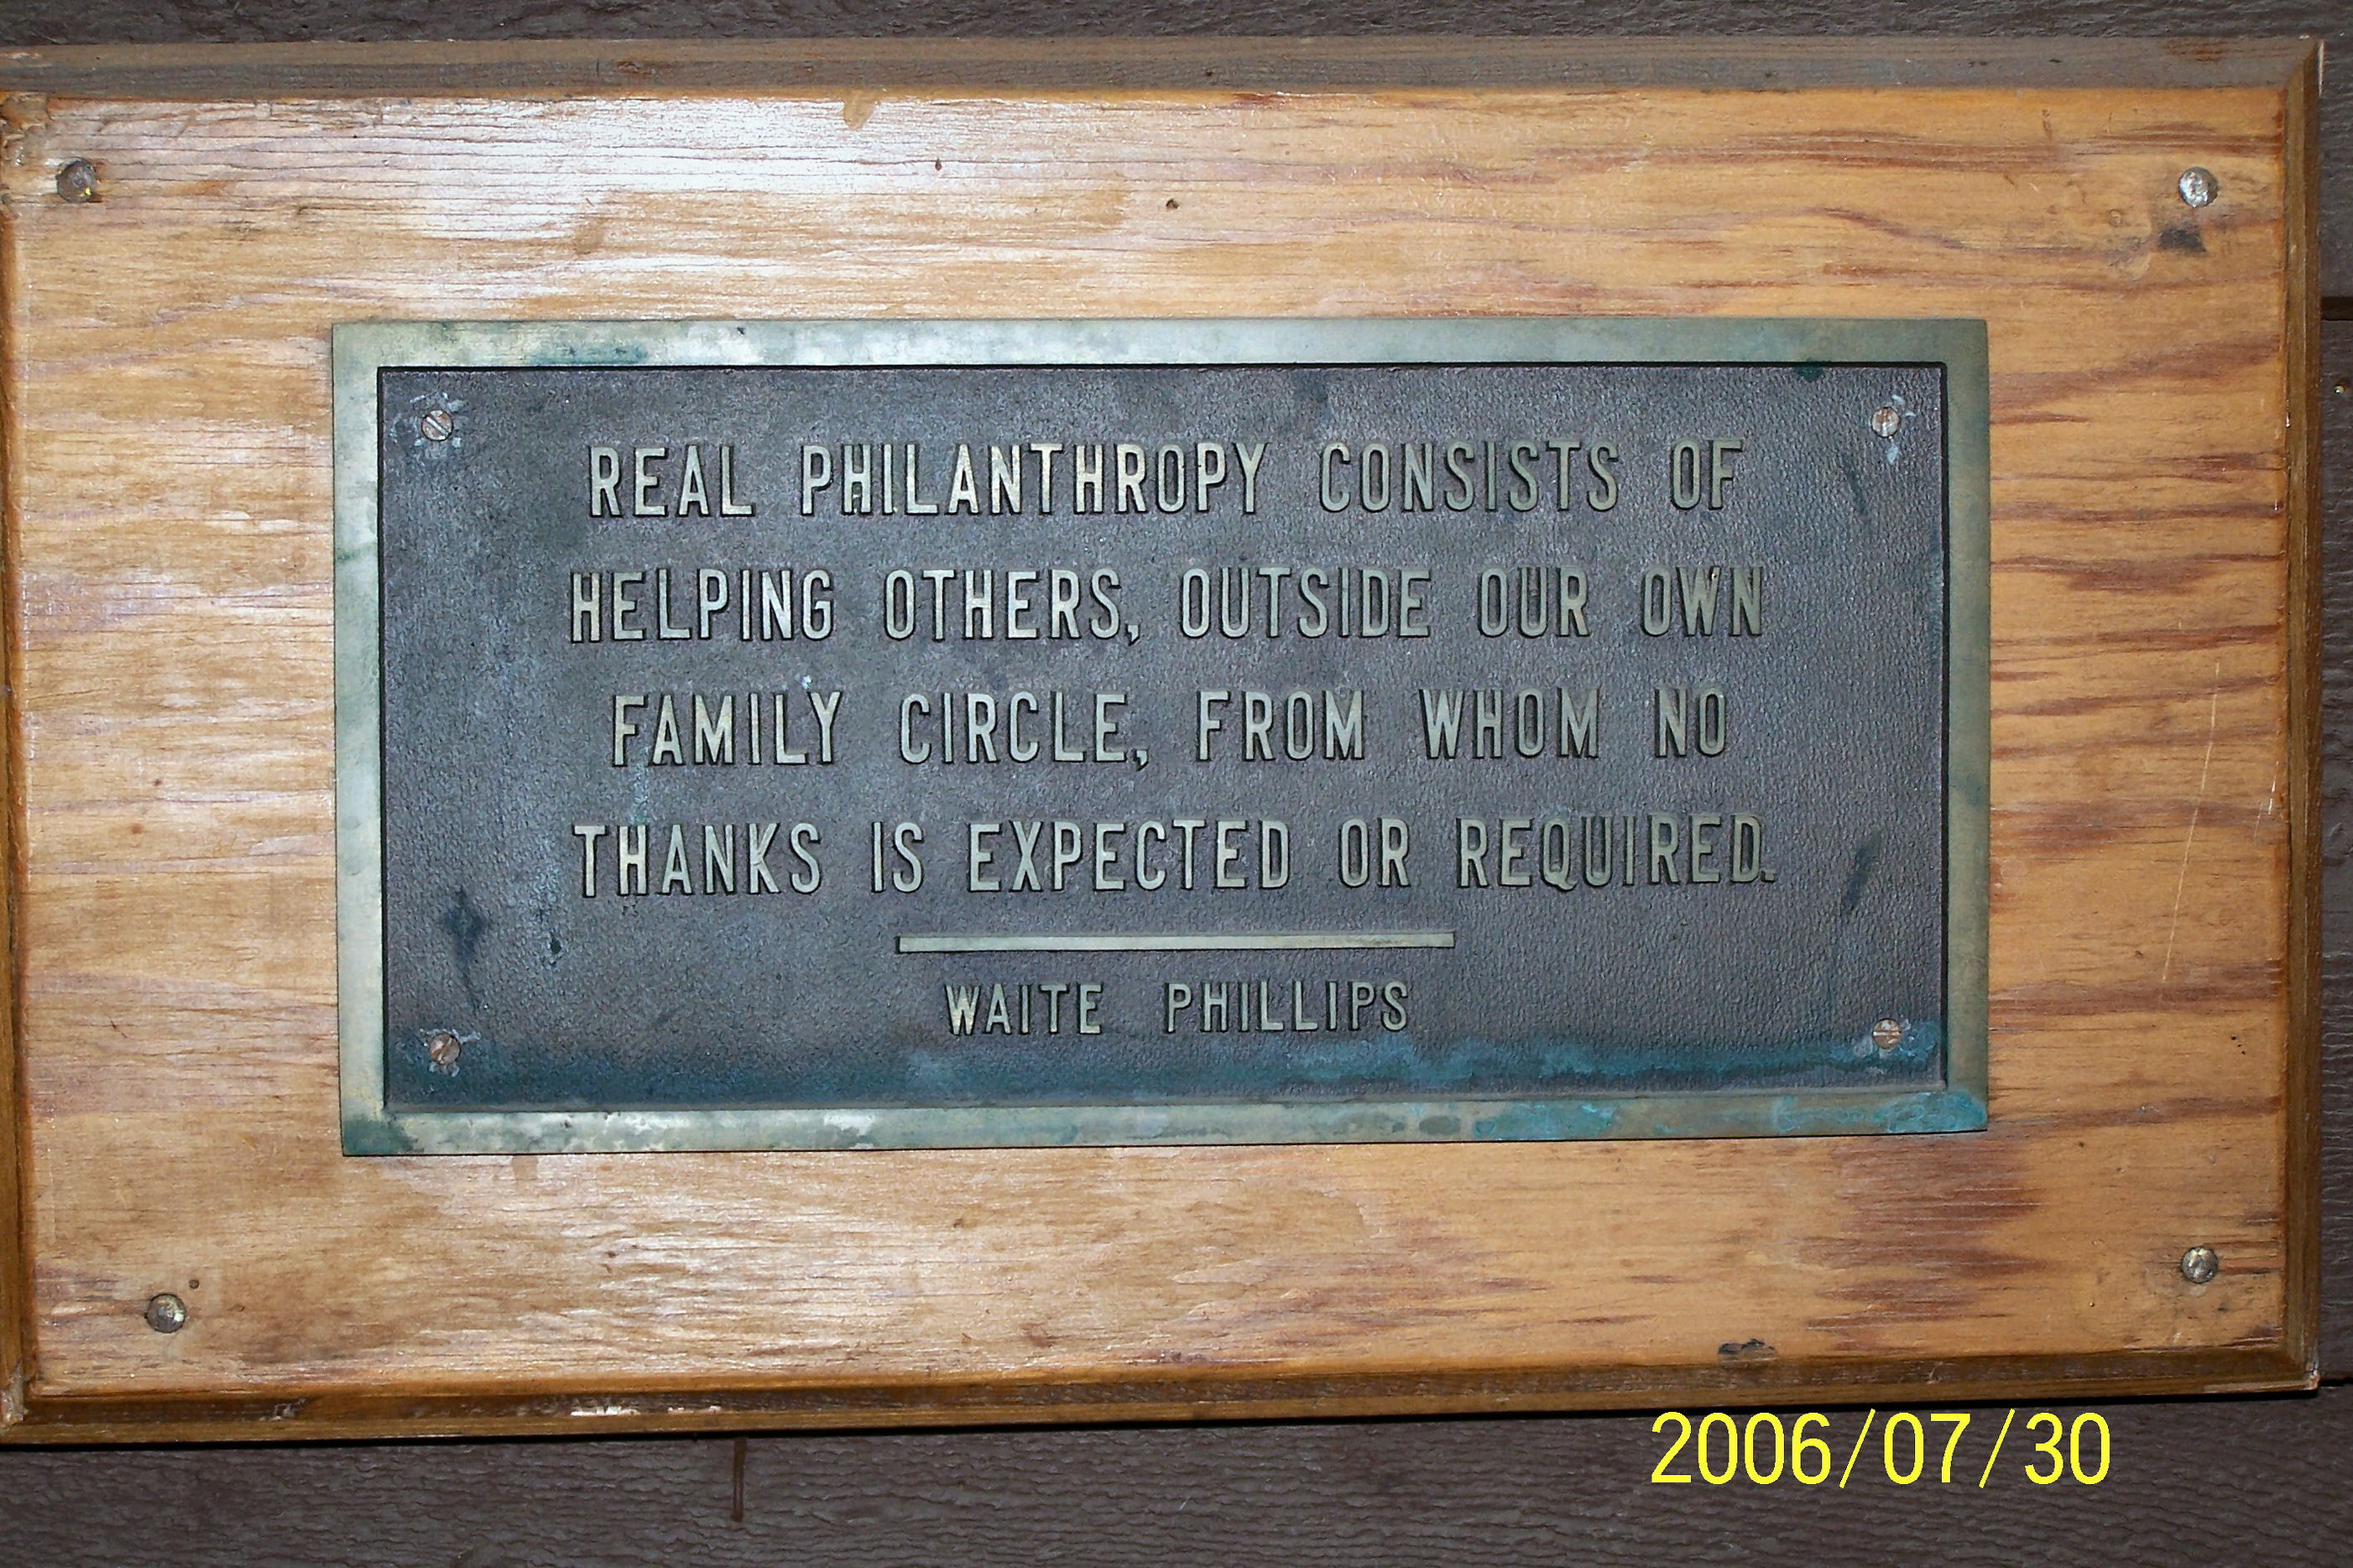 REAL PHILANTHROPY CONSISTS OF
HELPING OTHERS, OUTSIDE OUR OWN
FAMILY CIRCLE, FROM WHOM NO
THANKS IS EXPECTED OR REQUIRED.
WAITE PHILLIPS
2006/07/30